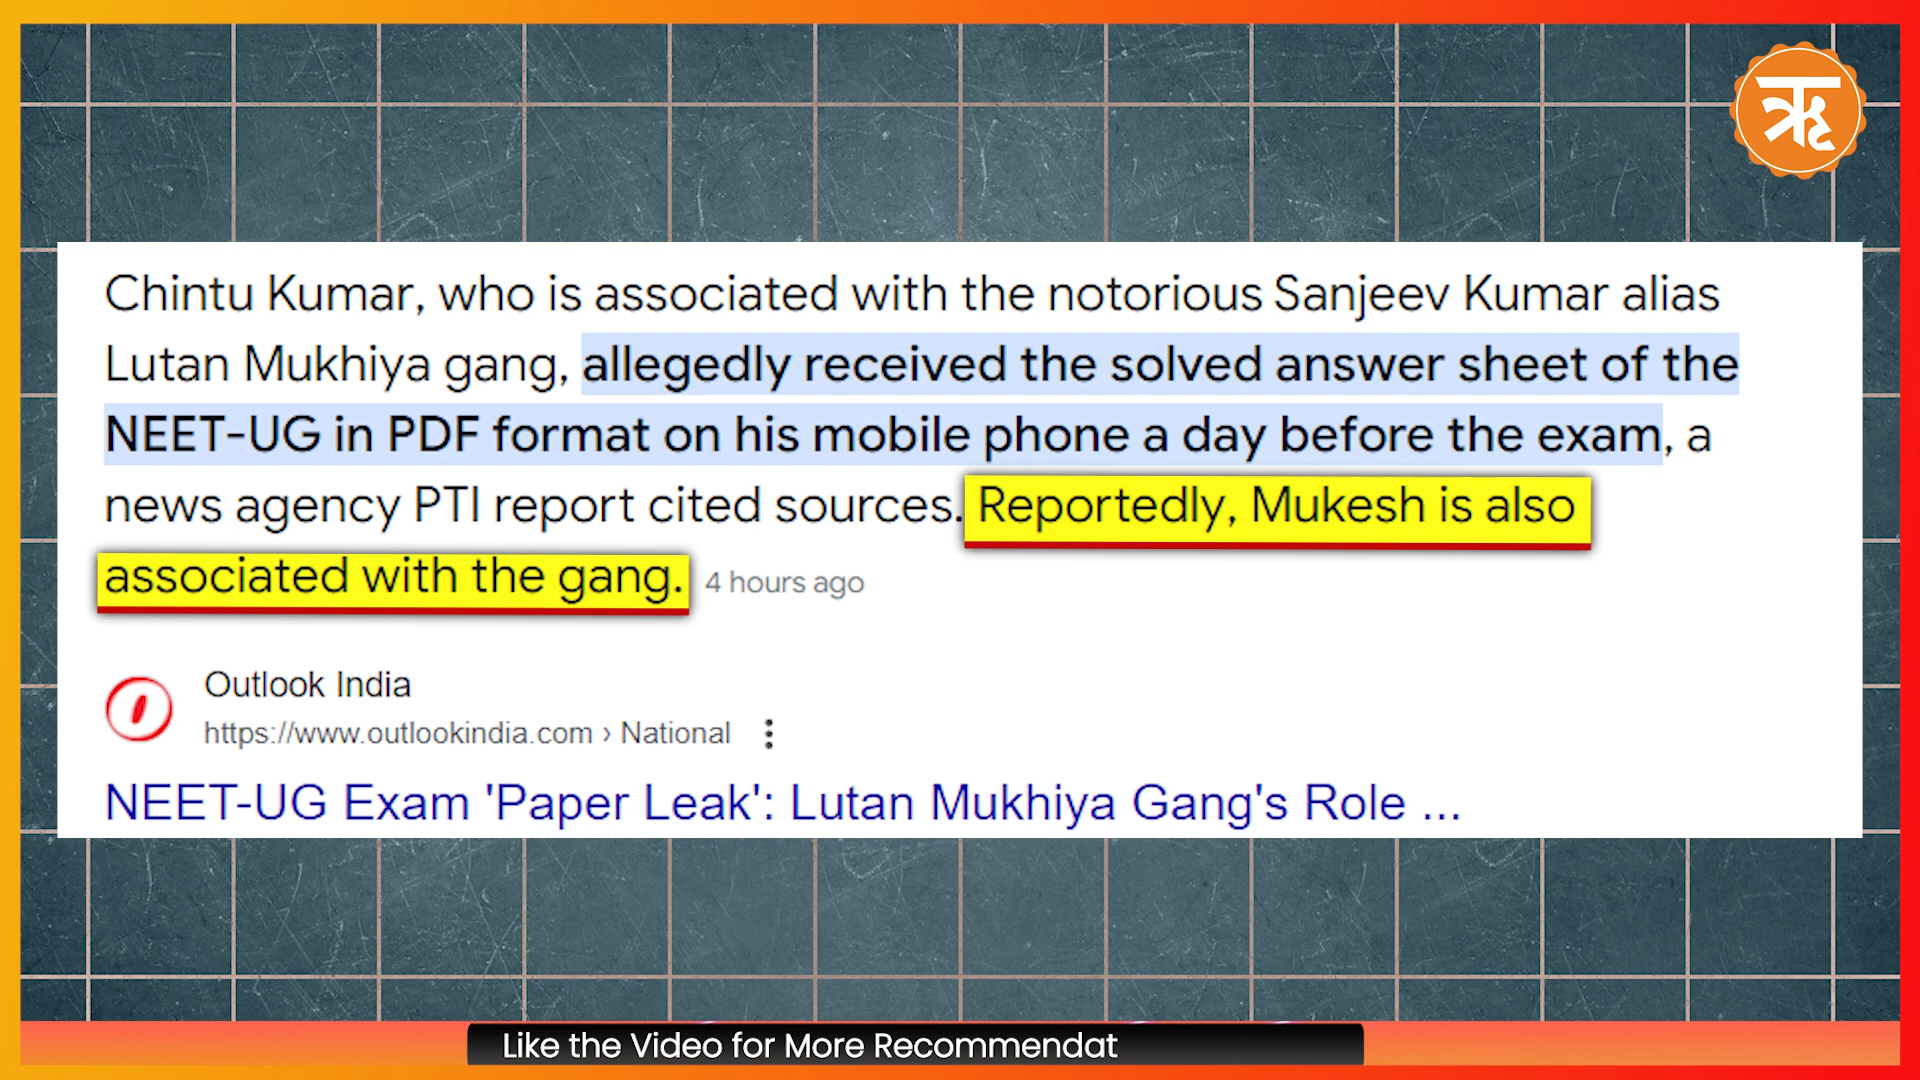 ऋ
Chintu Kumar, who is associated with the notorious Sanjeev Kumar alias
Lutan Mukhiya gang, allegedly received the solved answer sheet of the
NEET-UG in PDF format on his mobile phone a day before the exam, a
news agency PTI report cited sources. Reportedly, Mukesh is also
associated with the gang. 4 hours ago
Outlook India
https://www.outlookindia.com › National
NEET-UG Exam 'Paper Leak': Lutan Mukhiya Gang's Role ...
Like the Video for More Recommendat